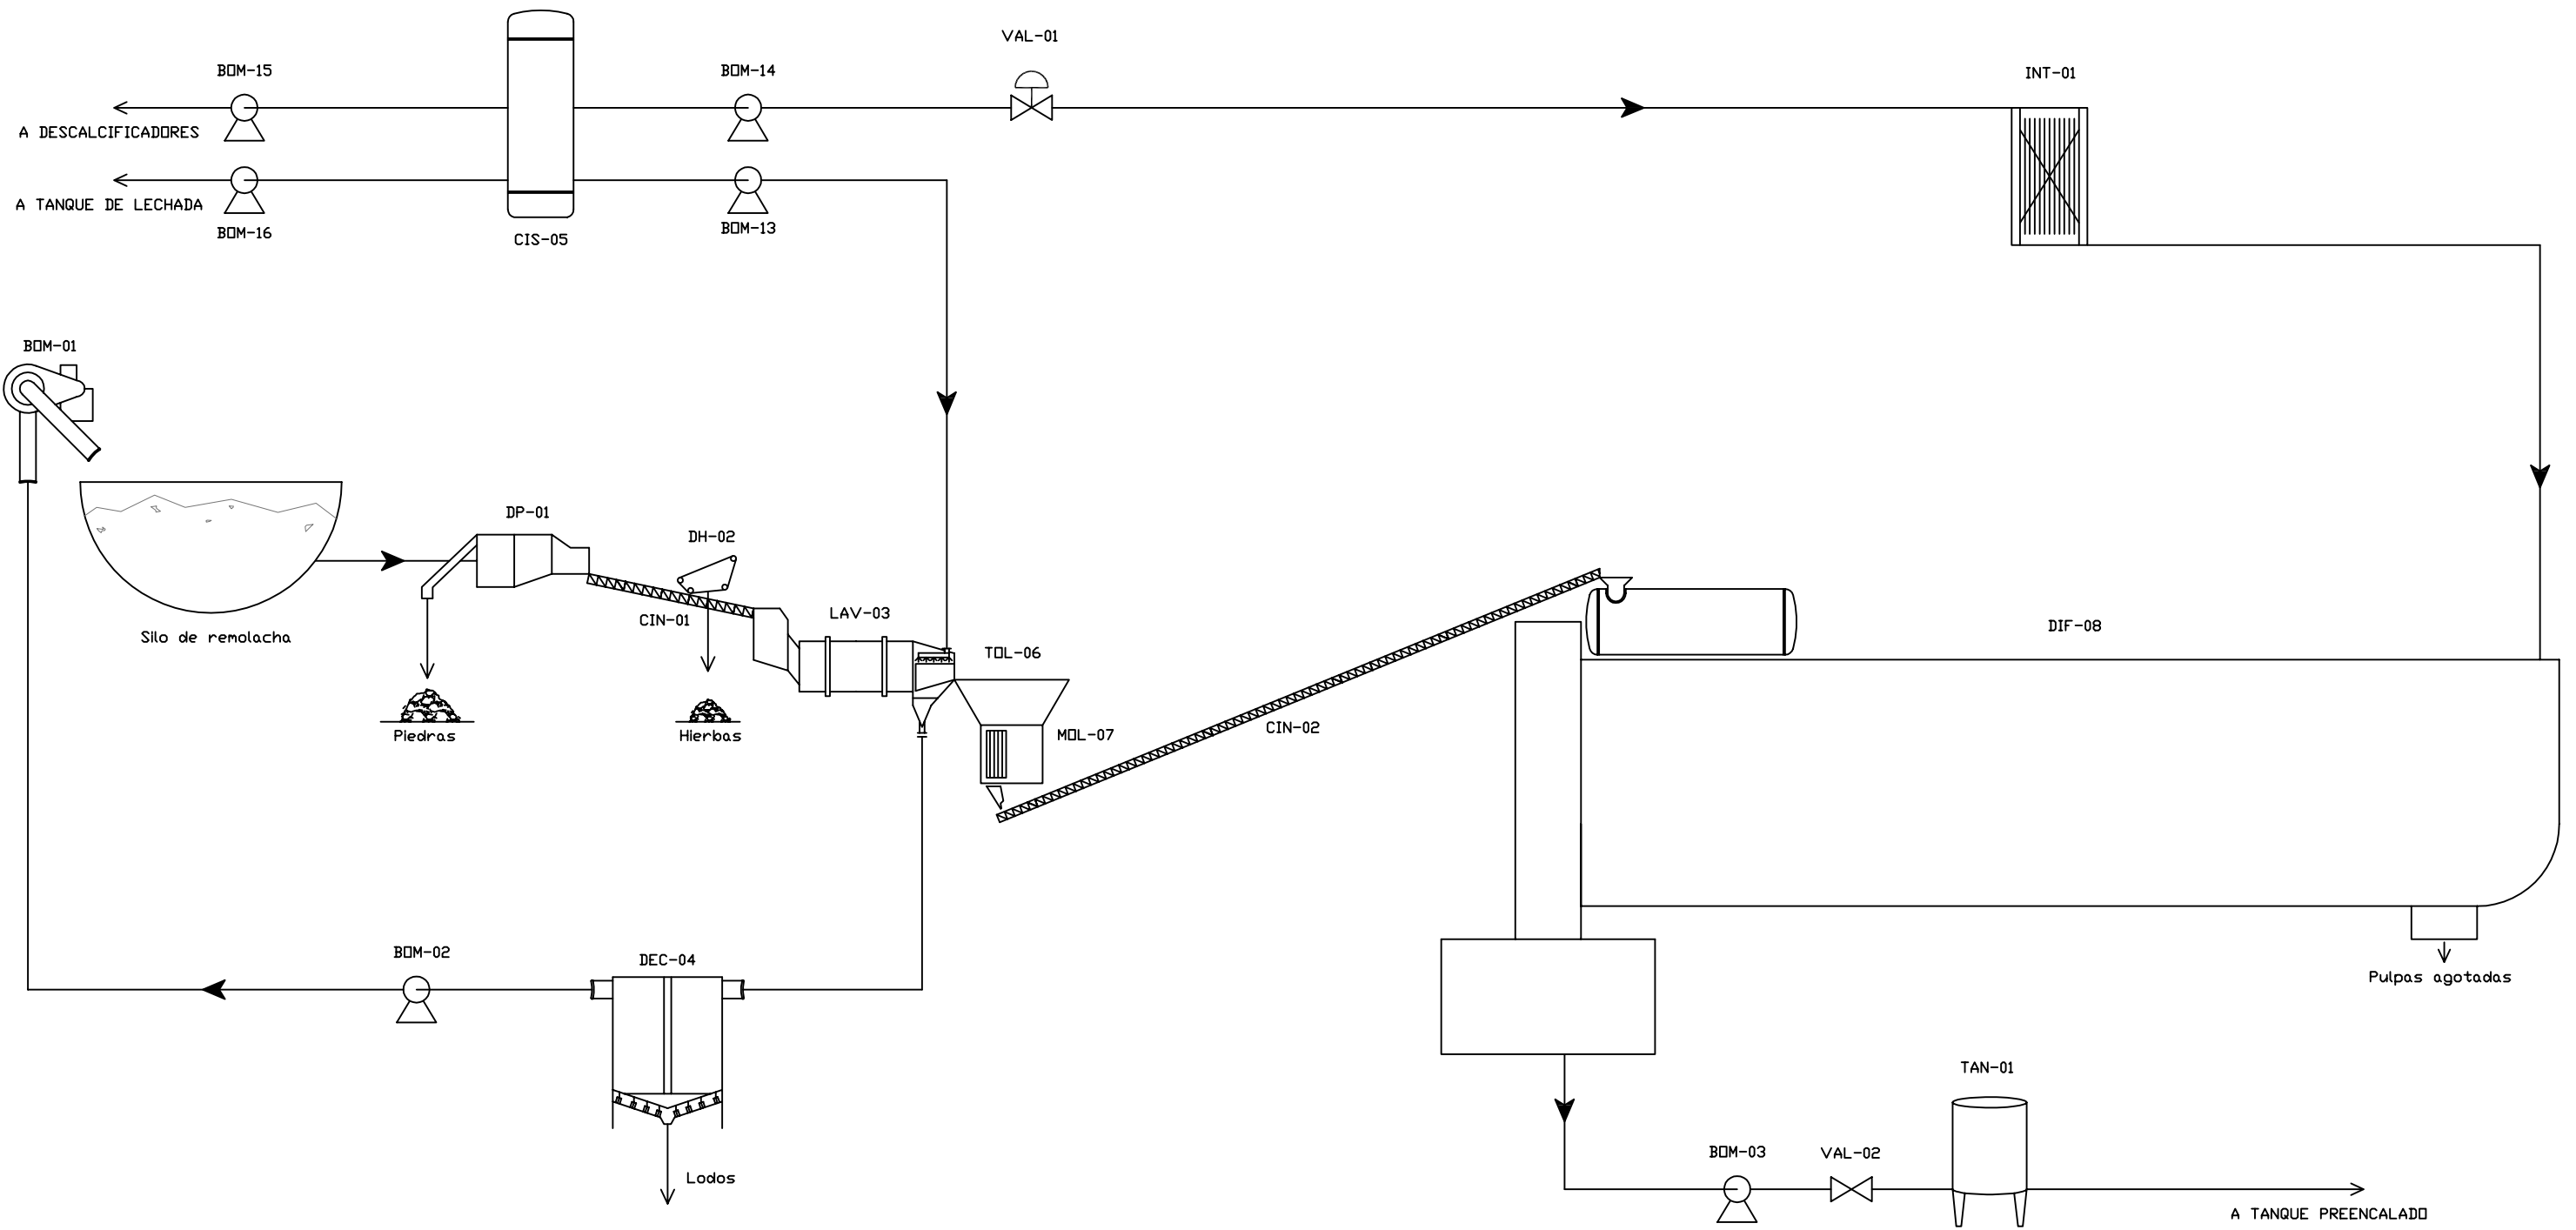 VAL-01
BOM-15
BOM-14
INT-01
A DESCALCIFICADORES
A TANQUE DE LECHADA
BOM-16
BOM-13
CIS-05
BOM-01
DP-01
DH-02
LAV-03
CIN-01
DIF-08
Silo de remolacha
TOL-06
CIN-02
Piedras
Hierbas
MOL-07
BOM-02
DEC-04
Pulpas agotadas
TAN-01
BOM-03
VAL-02
Lodos
A TANQUE PREENCALADO